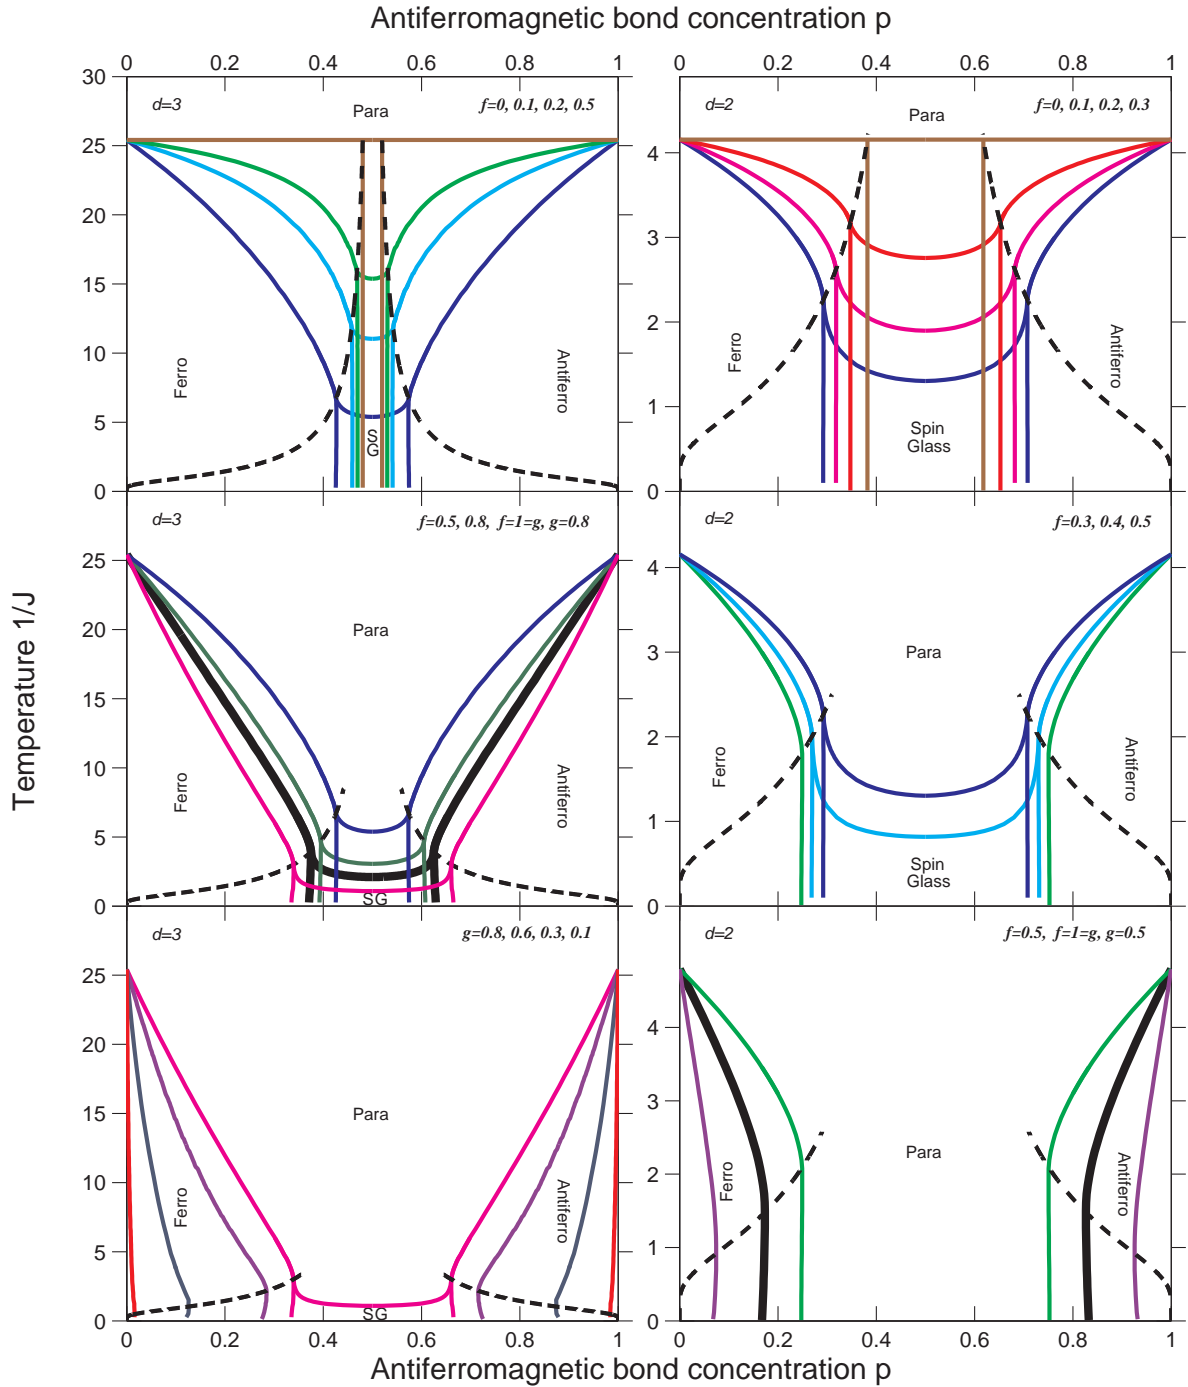 Antiferromagnetic bond concentration p
0 0.2 0.4 0.6 0.8 1
0 0.2 0.4 0.6 0.8 1
30
25
20
15
10
5
0
d=3
Para
f=0, 0.1, 0.2, 0.5
Ferro
Antiferro
S
G
4
3
2
1
0
d=2
Para
f=0, 0.1, 0.2, 0.3
Ferro
Antiferro
Spin
Glass
Temperature 1/J
25
20
15
10
5
0
d=3
f=0.5, 0.8, f=1=g, g=0.8
Para
Ferro
Antiferro
SG
4
3
2
1
0
d=2
f=0.3, 0.4, 0.5
Para
Ferro
Antiferro
Spin
Glass
25
20
15
10
5
0
d=3
g=0.8, 0.6, 0.3, 0.1
Para
Ferro
Antiferro
SG
4
3
2
1
0
d=2
f=0.5, f=1=g, g=0.5
Para
Ferro
Antiferro
0 0.2 0.4 0.6 0.8 1
0 0.2 0.4 0.6 0.8 1
Antiferromagnetic bond concentration p